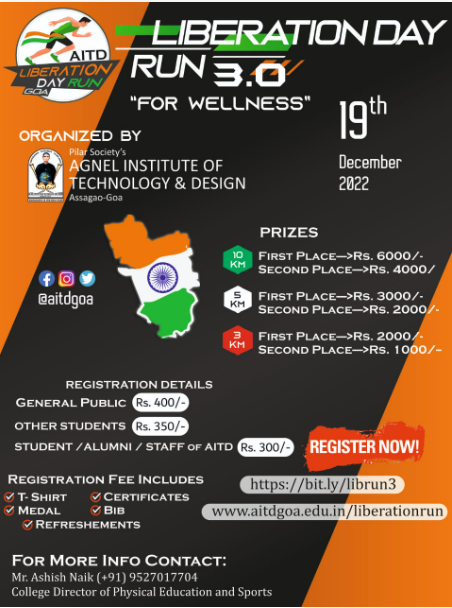 AITD
LIBERATION
DAY RUN
GOA
LIBERATION DAY
RUN 3.0
"FOR WELLNESS"
19th
December
2022
ORGANIZED BY
Pilar Society's
AGNEL INSTITUTE OF
TECHNOLOGY & DESIGN
Assagao-Goa
@aitdgoa
PRIZES
10 KM
FIRST PLACE—>RS. 6000/-
SECOND PLACE—>RS. 4000/
5 KM
FIRST PLACE—>RS. 3000/-
SECOND PLACE—>RS. 2000/-
3 KM
FIRST PLACE—>RS. 2000/-
SECOND PLACE—>RS. 1000/-
REGISTRATION DETAILS
GENERAL PUBLIC Rs. 400/-
OTHER STUDENTS Rs. 350/-
STUDENT /ALUMNI / STAFF OF AITD Rs. 300/-
REGISTER NOW!
https://bit.ly/librun3
www.aitdgoa.edu.in/liberationrun
REGISTRATION FEE INCLUDES
T- SHIRT
CERTIFICATES
MEDAL
BIB
REFRESHEMENTS
FOR MORE INFO CONTACT:
Mr. Ashish Naik (+91) 9527017704
College Director of Physical Education and Sports